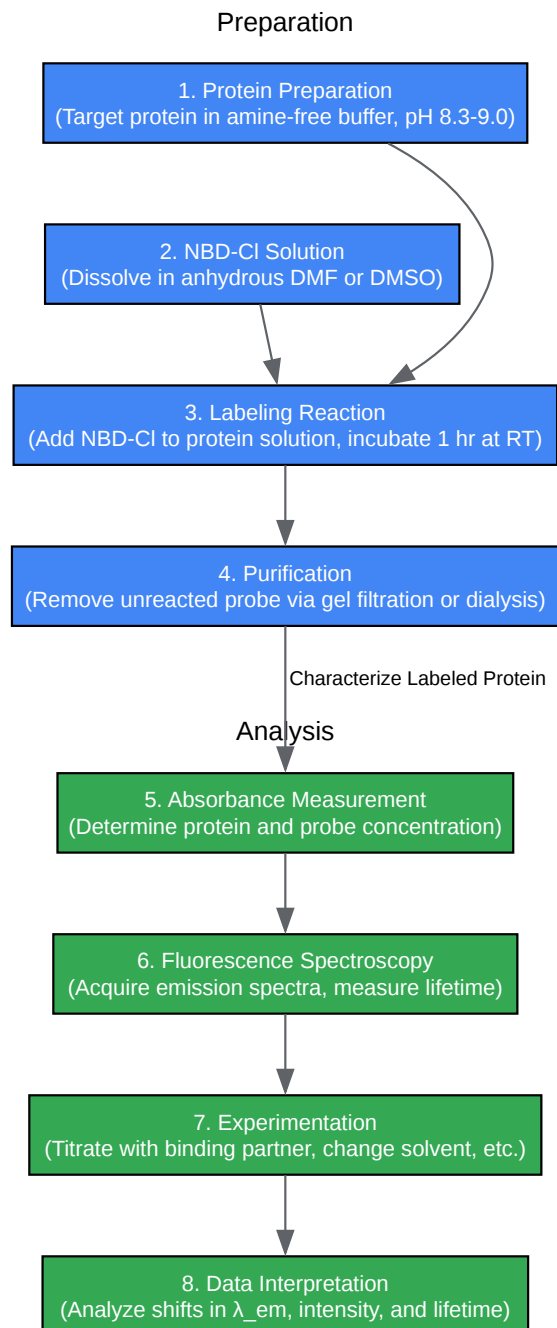 Preparation
1. Protein Preparation
(Target protein in amine-free buffer, pH 8.3-9.0)
2. NBD-Cl Solution
(Dissolve in anhydrous DMF or DMSO)
3. Labeling Reaction
(Add NBD-Cl to protein solution, incubate 1 hr at RT)
4. Purification
(Remove unreacted probe via gel filtration or dialysis)
Characterize Labeled Protein
Analysis
5. Absorbance Measurement
(Determine protein and probe concentration)
6. Fluorescence Spectroscopy
(Acquire emission spectra, measure lifetime)
7. Experimentation
(Titrate with binding partner, change solvent, etc.)
8. Data Interpretation
(Analyze shifts in λ_em, intensity, and lifetime)